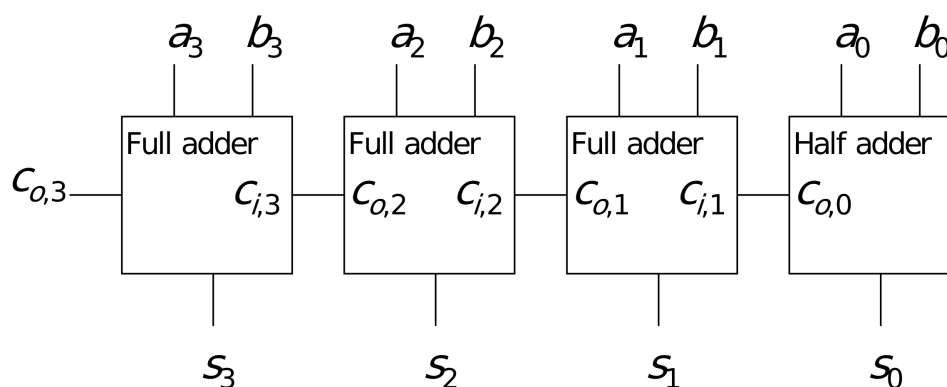 a3 b3 a2 b2 a1 b1 a0 b0
Full adder Full adder Full adder Half adder
co,3 ci,3 co,2 ci,2 co,1 ci,1 co,0
s3 s2 s1 s0